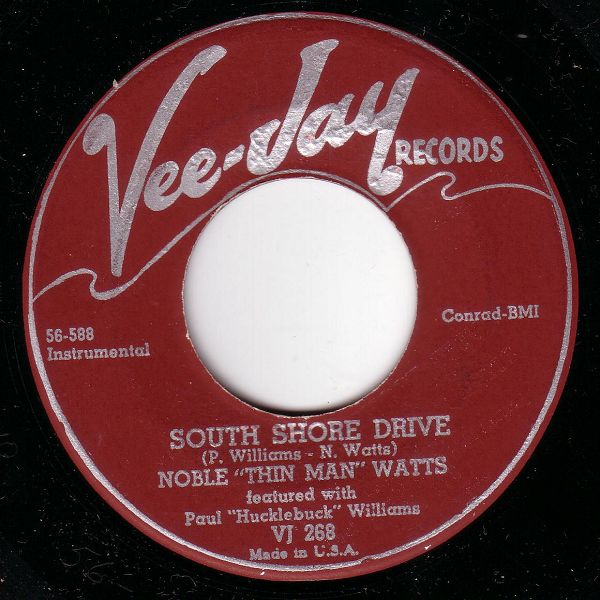 Vee-Jay
RECORDS
56-588
Instrumental
Conrad-BMI
SOUTH SHORE DRIVE
(P. Williams - N. Watts)
NOBLE "THIN MAN" WATTS
featured with
Paul "Hucklebuck" Williams
VJ 268
Made in U.S.A.